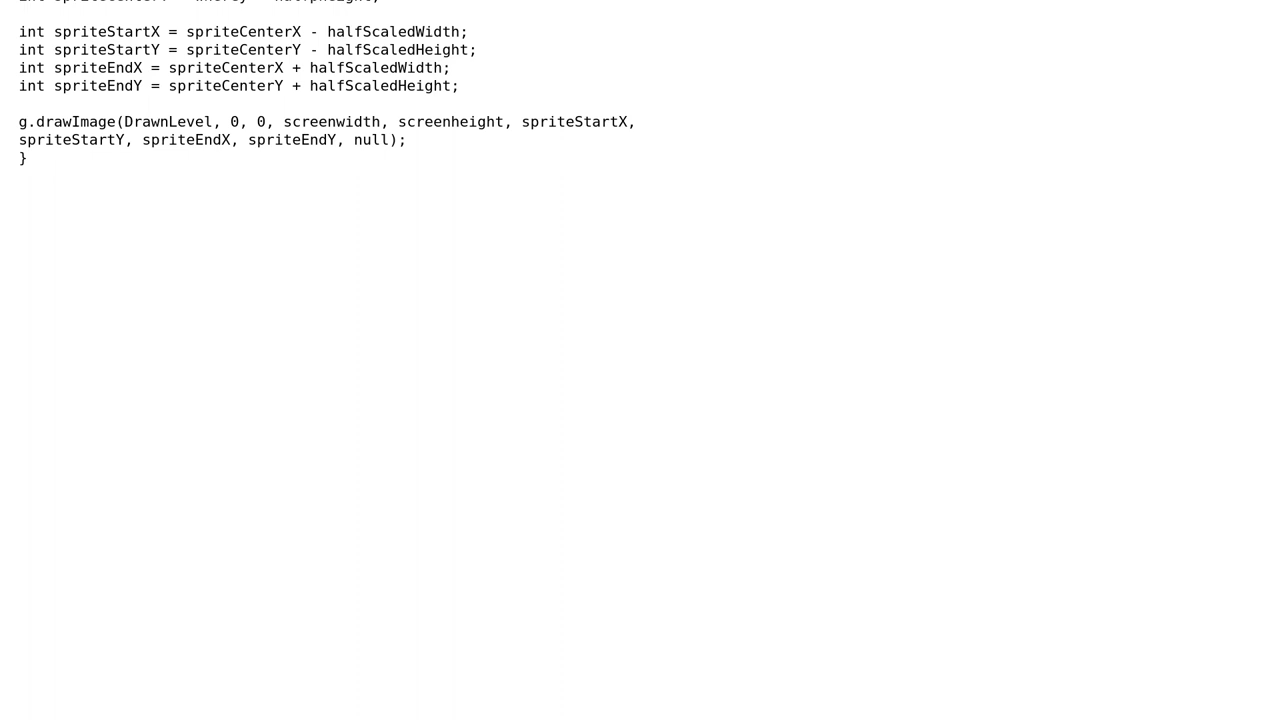 int spriteStartX = spriteCenterX - halfScaledWidth;
int spriteStartY = spriteCenterY - halfScaledHeight;
int spriteEndX = spriteCenterX + halfScaledWidth;
int spriteEndY = spriteCenterY + halfScaledHeight;
g.drawImage(DrawnLevel, 0, 0, screenwidth, screenheight, spriteStartX,
spriteStartY, spriteEndX, spriteEndY, null);
}